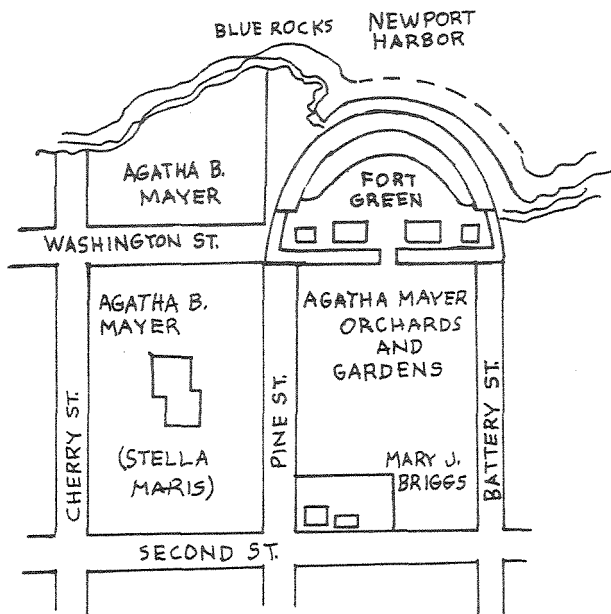 BLUE ROCKS
NEWPORT
HARBOR
AGATHA B.
MAYER
FORT
GREEN
WASHINGTON ST.
AGATHA B.
MAYER
(STELLA
MARIS)
AGATHA MAYER
ORCHARDS
AND
GARDENS
MARY J.
BRIGGS
CHERRY ST.
PINE ST.
BATTERY ST.
SECOND ST.